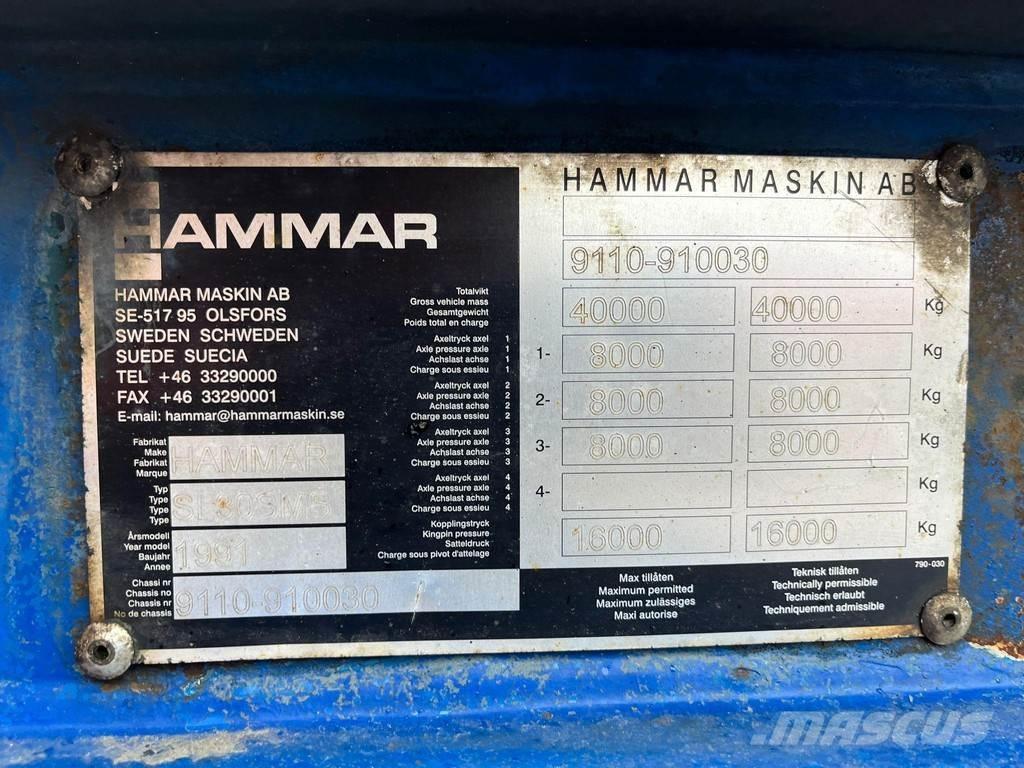 HAMMAR
HAMMAR MASKIN AB
SE-517 95 OLSFORS
SWEDEN SCHWEDEN
SUEDE SUECIA
TEL +46 33290000
FAX +46 33290001
E-mail: hammar@hammarmaskin.se
Fabrikat
Make
Fabrikat
Marque
HAMMAR
Typ
Type
Type
Type
Årsmodell
Year model
Baujahr
Annee
1991
Chassi nr
Chassis no
Chassis nr
No de chassis
9110-910030
Totalvikt
Gross vehicle mass
Gesamtgewicht
Poids total en charge
Axeltryck axel 1
Axle pressure axle 1
Achslast achse 1
Charge sous essieu 1
Axeltryck axel 2
Axle pressure axle 2
Achslast achse 2
Charge sous essieu 2
Axeltryck axel 3
Axle pressure axle 3
Achslast achse 3
Charge sous essieu 3
Axeltryck axel 4
Axle pressure axle 4
Achslast achse 4
Charge sous essieu 4
Kopplingstryck
Kingpin pressure
Satteldruck
Charge sous pivot d'attelage
HAMMAR MASKIN AB
9110-910030
40000 40000 Kg
1- 8000 8000 Kg
2- 8000 8000 Kg
3- 8000 8000 Kg
4- Kg
16000 16000 Kg
790-030
Max tillåten
Maximum permitted
Maximum zulässiges
Maxi autorise
Teknisk tillåten
Technically permissible
Technisch erlaubt
Techniquement admissible
MASCUS